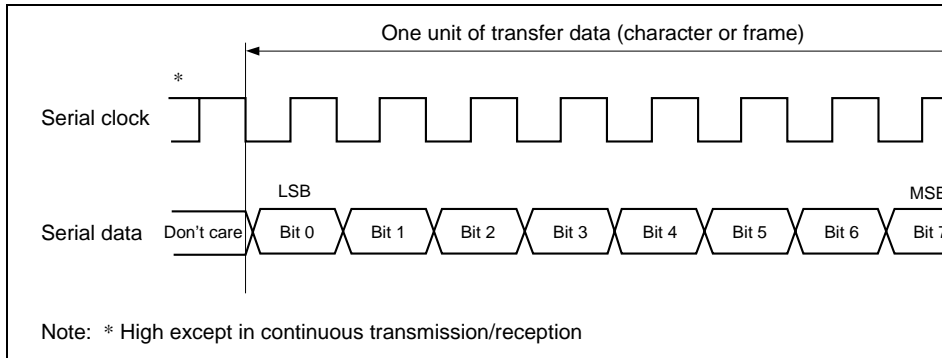 One unit of transfer data (character or frame)
*
Serial clock
LSB MSB
Serial data Don't care Bit 0 Bit 1 Bit 2 Bit 3 Bit 4 Bit 5 Bit 6 Bit 7
Note: * High except in continuous transmission/reception